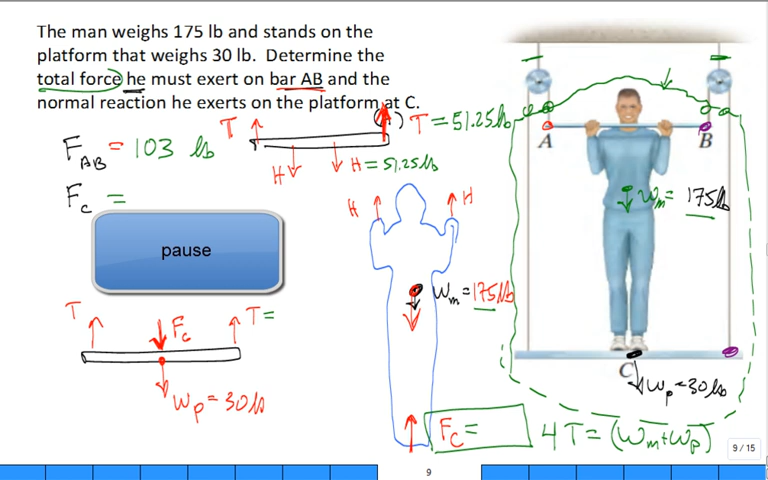 The man weighs 175 lb and stands on the
platform that weighs 30 lb. Determine the
total force he must exert on bar AB and the
normal reaction he exerts on the platform at C.
T
T = 51.25 lb
F_AB = 103 lb
H
H = 51.25 lb
F_C =
pause
T
F_C
T =
W_P = 30 lb
H
H
W_m = 175 lb
F_C =
A
B
W_m = 175 lb
C
W_P = 30 lb
4T = (W_m + W_P)
9 / 15
9